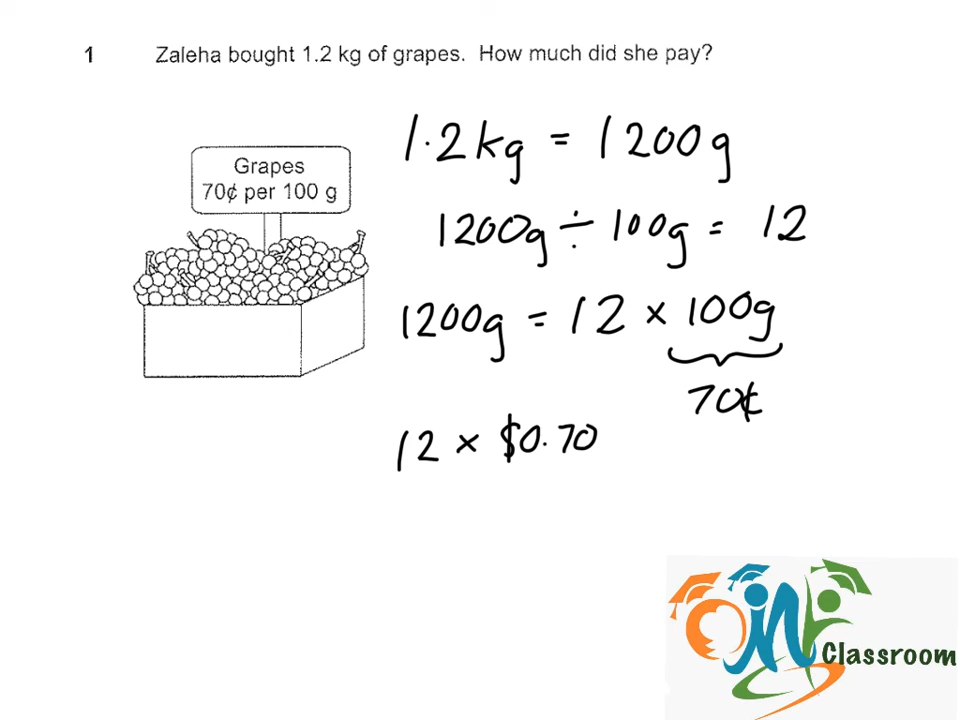 1 Zaleha bought 1.2 kg of grapes. How much did she pay?
1.2kg = 1200g
Grapes
70¢ per 100 g
1200g ÷ 100g = 12
1200g = 12 × 100g
70¢
12 × $0.70
OINK
Classroom